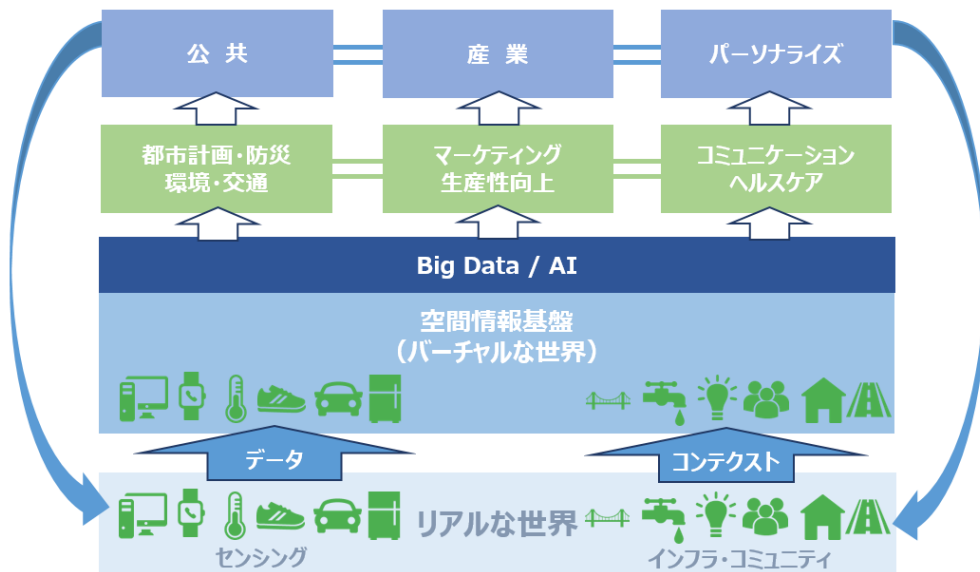 公 共
産 業
パーソナライズ
都市計画・防災
環境・交通
マーケティング
生産性向上
コミュニケーション
ヘルスケア
Big Data / AI
空間情報基盤
（バーチャルな世界）
データ
コンテクスト
リアルな世界
センシング
インフラ・コミュニティ